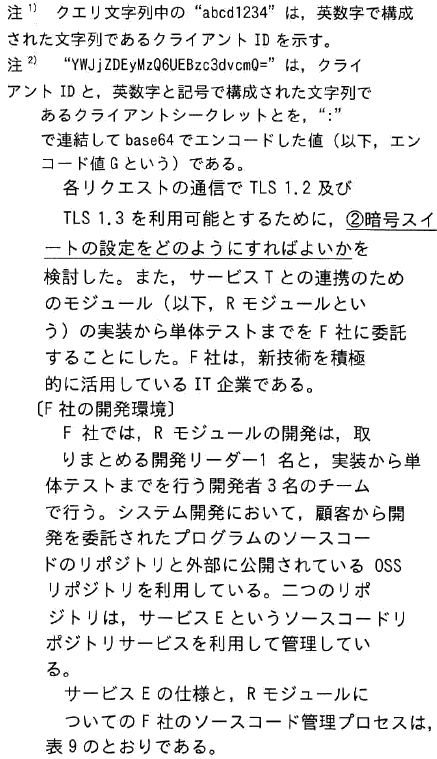 注1) クエリ文字列中の“abcd1234”は，英数字で構成
された文字列であるクライアント ID を示す。
注2) “YWJjZDEyMzQ6UEBzc3dvcmQ=”は，クライ
アント ID と，英数字と記号で構成された文字列で
あるクライアントシークレットとを，“:”
で連結して base64 でエンコードした値（以下，エン
コード値 G という）である。
各リクエストの通信で TLS 1.2 及び
TLS 1.3 を利用可能とするために，②暗号スイ
ートの設定をどのようにすればよいかを
検討した。また，サービス T との連携のため
のモジュール（以下，R モジュールとい
う）の実装から単体テストまでを F 社に委託
することにした。F 社は，新技術を積極
的に活用している IT 企業である。
〔F 社の開発環境〕
F 社では，R モジュールの開発は，取
りまとめる開発リーダー1 名と，実装から単
体テストまでを行う開発者 3 名のチーム
で行う。システム開発において，顧客から開
発を委託されたプログラムのソースコー
ドのリポジトリと外部に公開されている OSS
リポジトリを利用している。二つのリポ
ジトリは，サービス E というソースコードリ
ポジトリサービスを利用して管理してい
る。
サービス E の仕様と，R モジュールに
ついての F 社のソースコード管理プロセスは，
表 9 のとおりである。